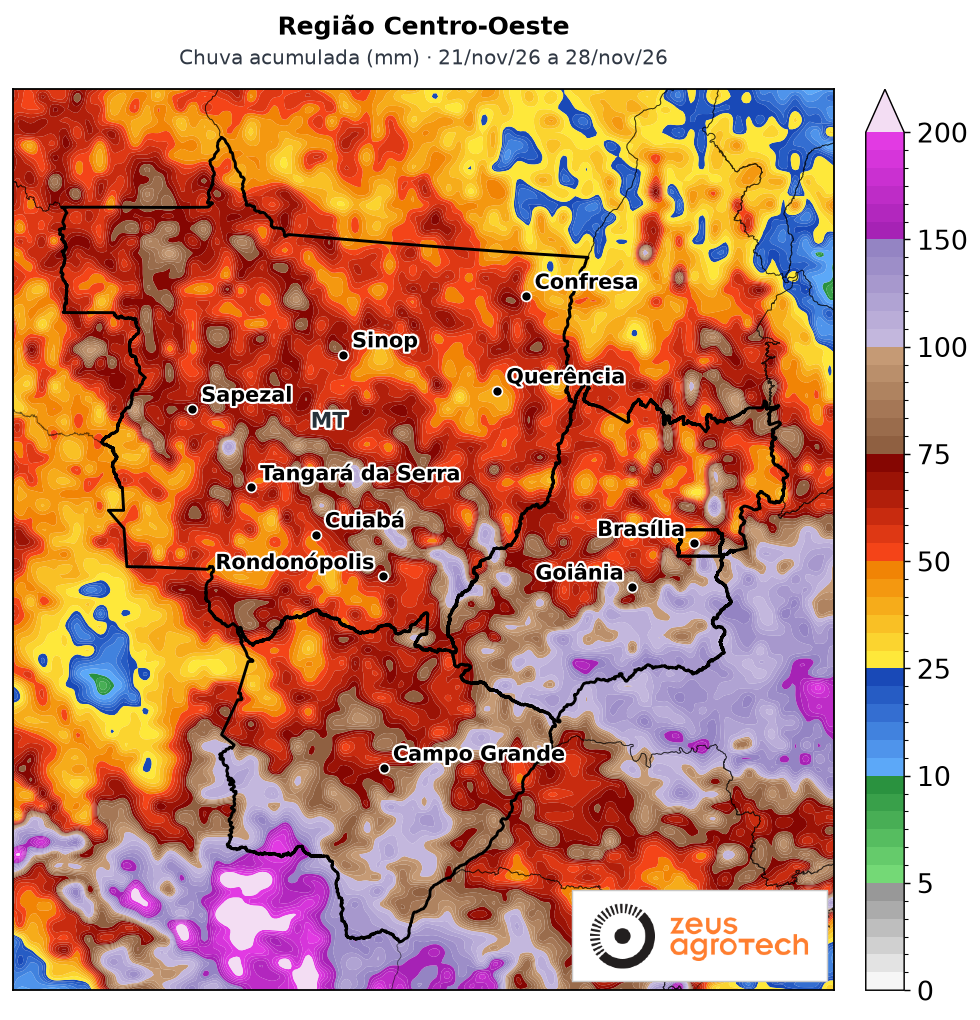 Região Centro-Oeste
Chuva acumulada (mm) · 21/nov/26 a 28/nov/26
200
150
100
75
50
25
10
5
0
Confresa
Sinop
Querência
Sapezal
MT
Tangará da Serra
Cuiabá
Brasília
Rondonópolis
Goiânia
Campo Grande
zeus
agrotech